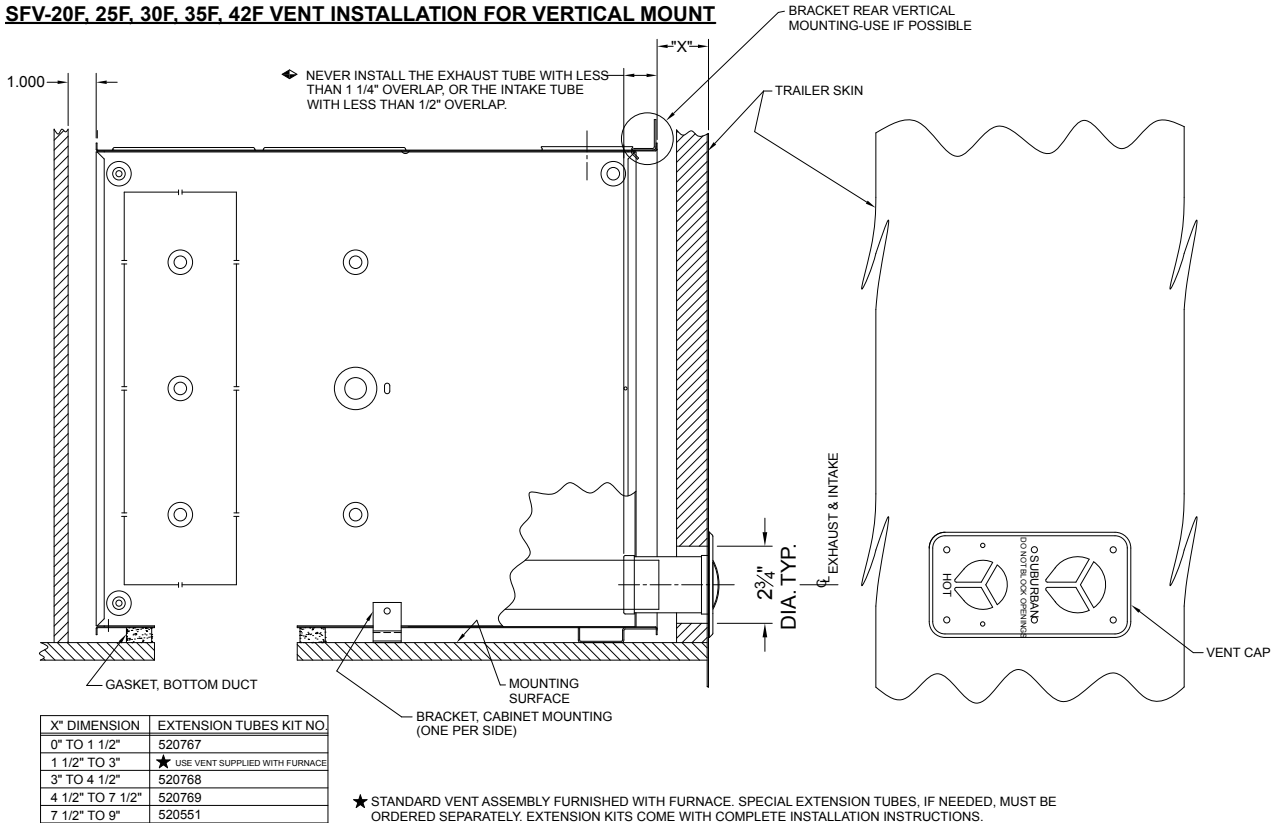 SFV-20F, 25F, 30F, 35F, 42F VENT INSTALLATION FOR VERTICAL MOUNT
BRACKET REAR VERTICAL
MOUNTING-USE IF POSSIBLE
"X"
1.000
NEVER INSTALL THE EXHAUST TUBE WITH LESS
THAN 1 1/4" OVERLAP, OR THE INTAKE TUBE
WITH LESS THAN 1/2" OVERLAP.
TRAILER SKIN
2 3/4"
DIA. TYP.
℄ EXHAUST & INTAKE
HOT
SUBURBAN
DO NOT BLOCK OPENINGS
VENT CAP
GASKET, BOTTOM DUCT
MOUNTING
SURFACE
BRACKET, CABINET MOUNTING
(ONE PER SIDE)
X" DIMENSION EXTENSION TUBES KIT NO.
0" TO 1 1/2" 520767
1 1/2" TO 3" ★ USE VENT SUPPLIED WITH FURNACE
3" TO 4 1/2" 520768
4 1/2" TO 7 1/2" 520769
7 1/2" TO 9" 520551
★ STANDARD VENT ASSEMBLY FURNISHED WITH FURNACE. SPECIAL EXTENSION TUBES, IF NEEDED, MUST BE
ORDERED SEPARATELY. EXTENSION KITS COME WITH COMPLETE INSTALLATION INSTRUCTIONS.